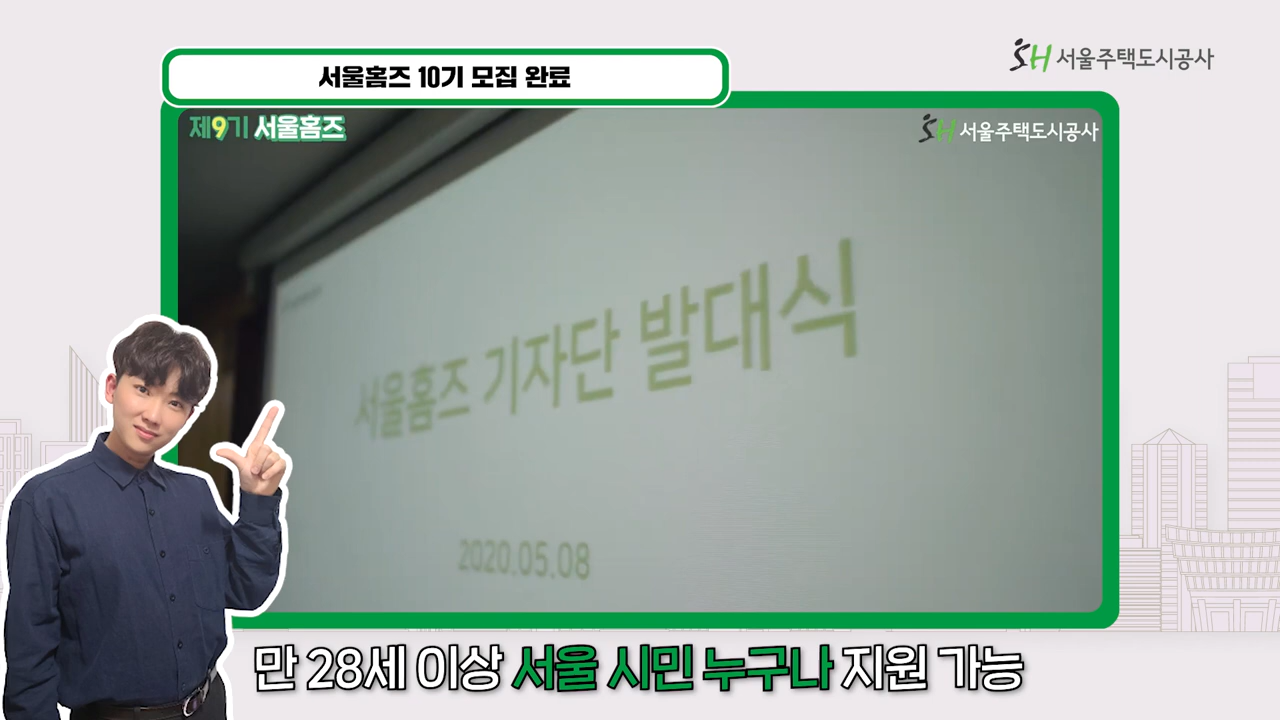 SH 서울주택도시공사
서울홈즈 10기 모집 완료
제9기 서울홈즈
SH 서울주택도시공사
서울홈즈 기자단 발대식
2020.05.08
만 28세 이상 서울 시민 누구나 지원 가능